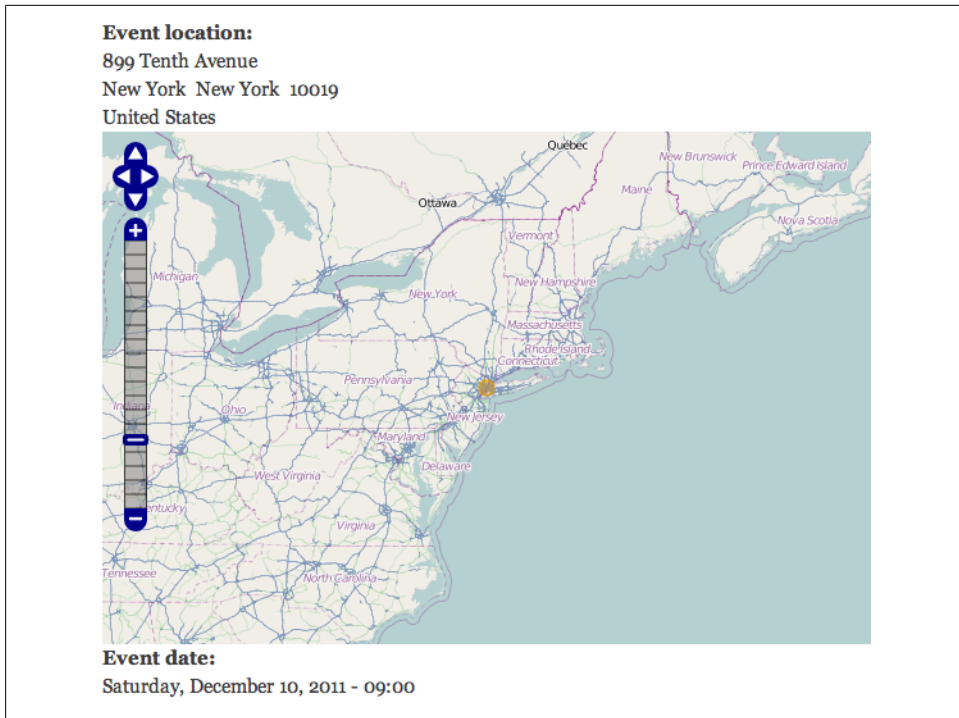 Event location:
899 Tenth Avenue
New York New York 10019
United States
Québec
New Brunswick
Prince Edward Island
Maine
Ottawa
Nova Scotia
Vermont
Michigan
New Hampshire
New York
Massachusetts
Rhode Island
Connecticut
Pennsylvania
Indiana
Ohio
New Jersey
Maryland
Delaware
West Virginia
entucky
Virginia
Tennessee
North Carolina
Event date:
Saturday, December 10, 2011 - 09:00